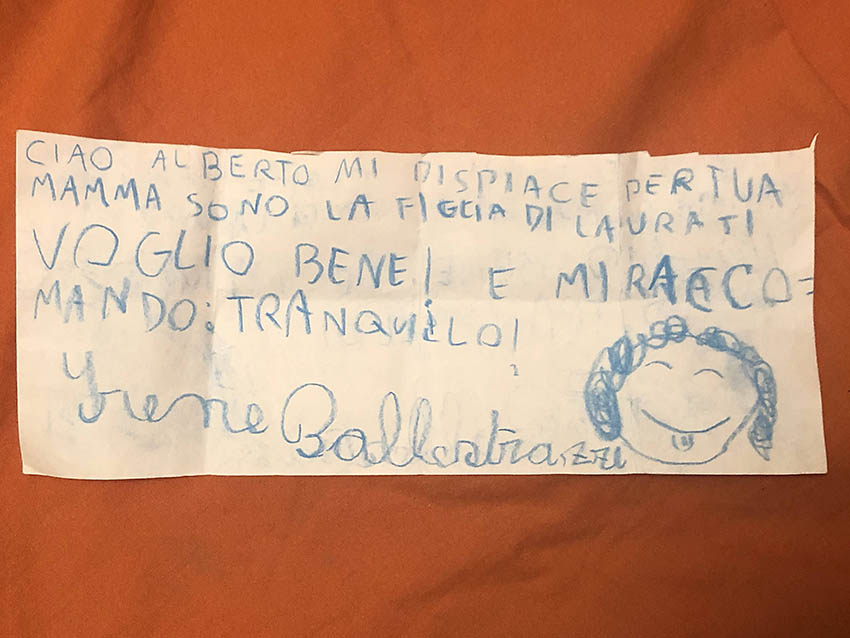 CIAO ALBERTO MI DISPIACE PER TUA
MAMMA SONO LA FIGLIA DI LAURA TI
VOGLIO BENE! E MI RACCO=
MANDO: TRANQUILLO!
Yrene Ballestrazzi